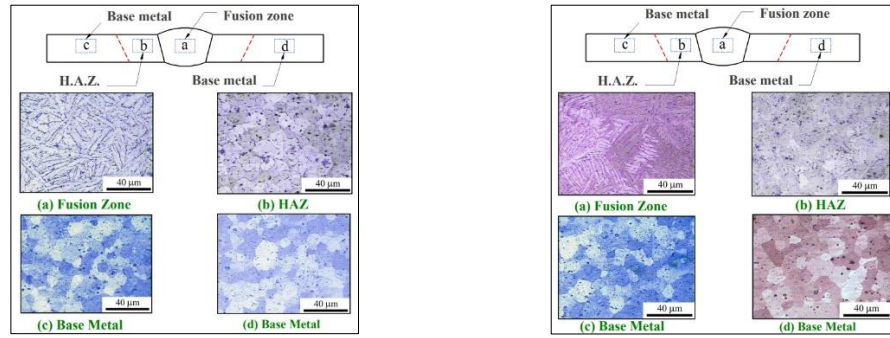 Base metal
Fusion zone
c
b
a
d
H.A.Z.
Base metal
40 µm
40 µm
(a) Fusion Zone
(b) HAZ
40 µm
40 µm
(c) Base Metal
(d) Base Metal
Base metal
Fusion zone
c
b
a
d
H.A.Z.
Base metal
40 µm
40 µm
(a) Fusion Zone
(b) HAZ
40 µm
40 µm
(c) Base Metal
(d) Base Metal